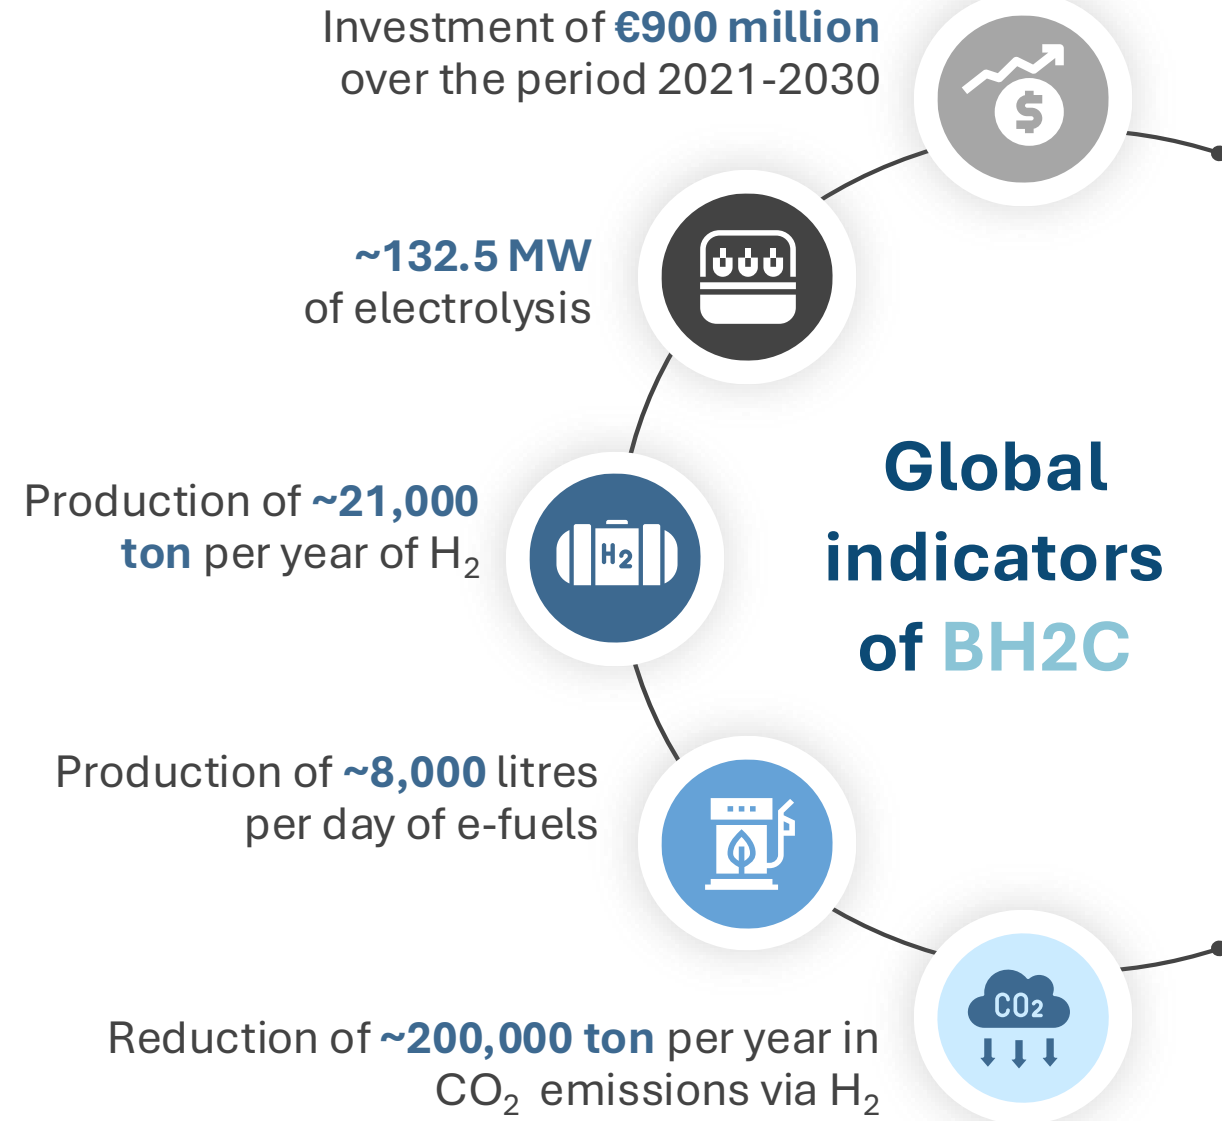 Investment of €900 million
over the period 2021-2030
$
~132.5 MW
of electrolysis
Production of ~21,000
ton per year of H₂
H2
Global
indicators
of BH2C
Production of ~8,000 litres
per day of e-fuels
CO2
Reduction of ~200,000 ton per year in
CO₂ emissions via H₂